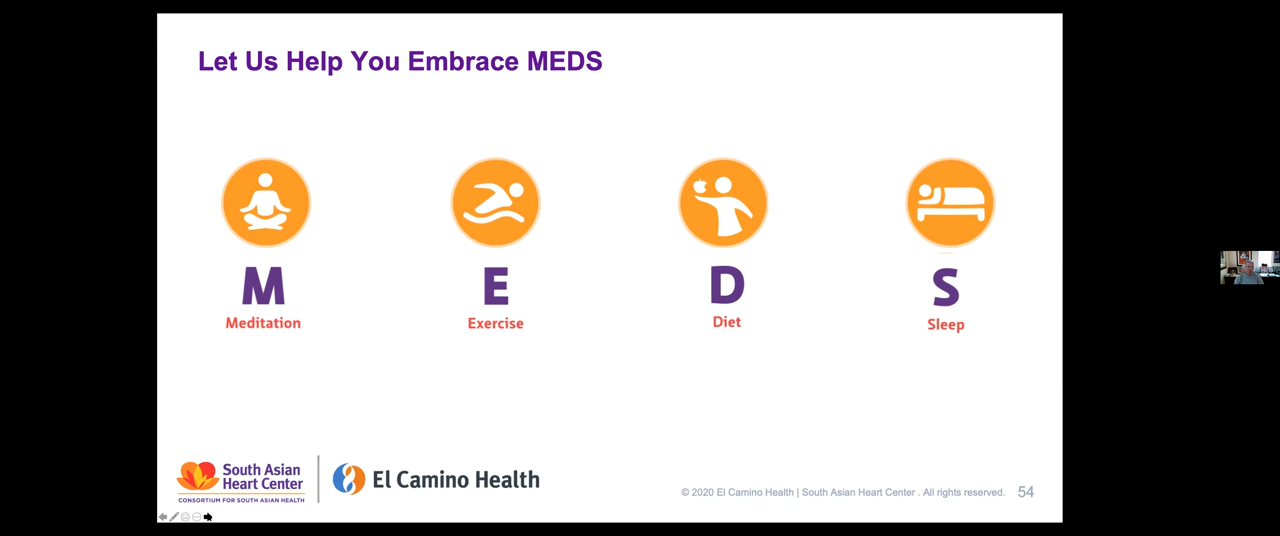 Let Us Help You Embrace MEDS
M
E
D
S
Meditation
Exercise
Diet
Sleep
South Asian
Heart Center
CONSORTIUM FOR SOUTH ASIAN HEALTH
El Camino Health
© 2020 El Camino Health | South Asian Heart Center . All rights reserved.
54